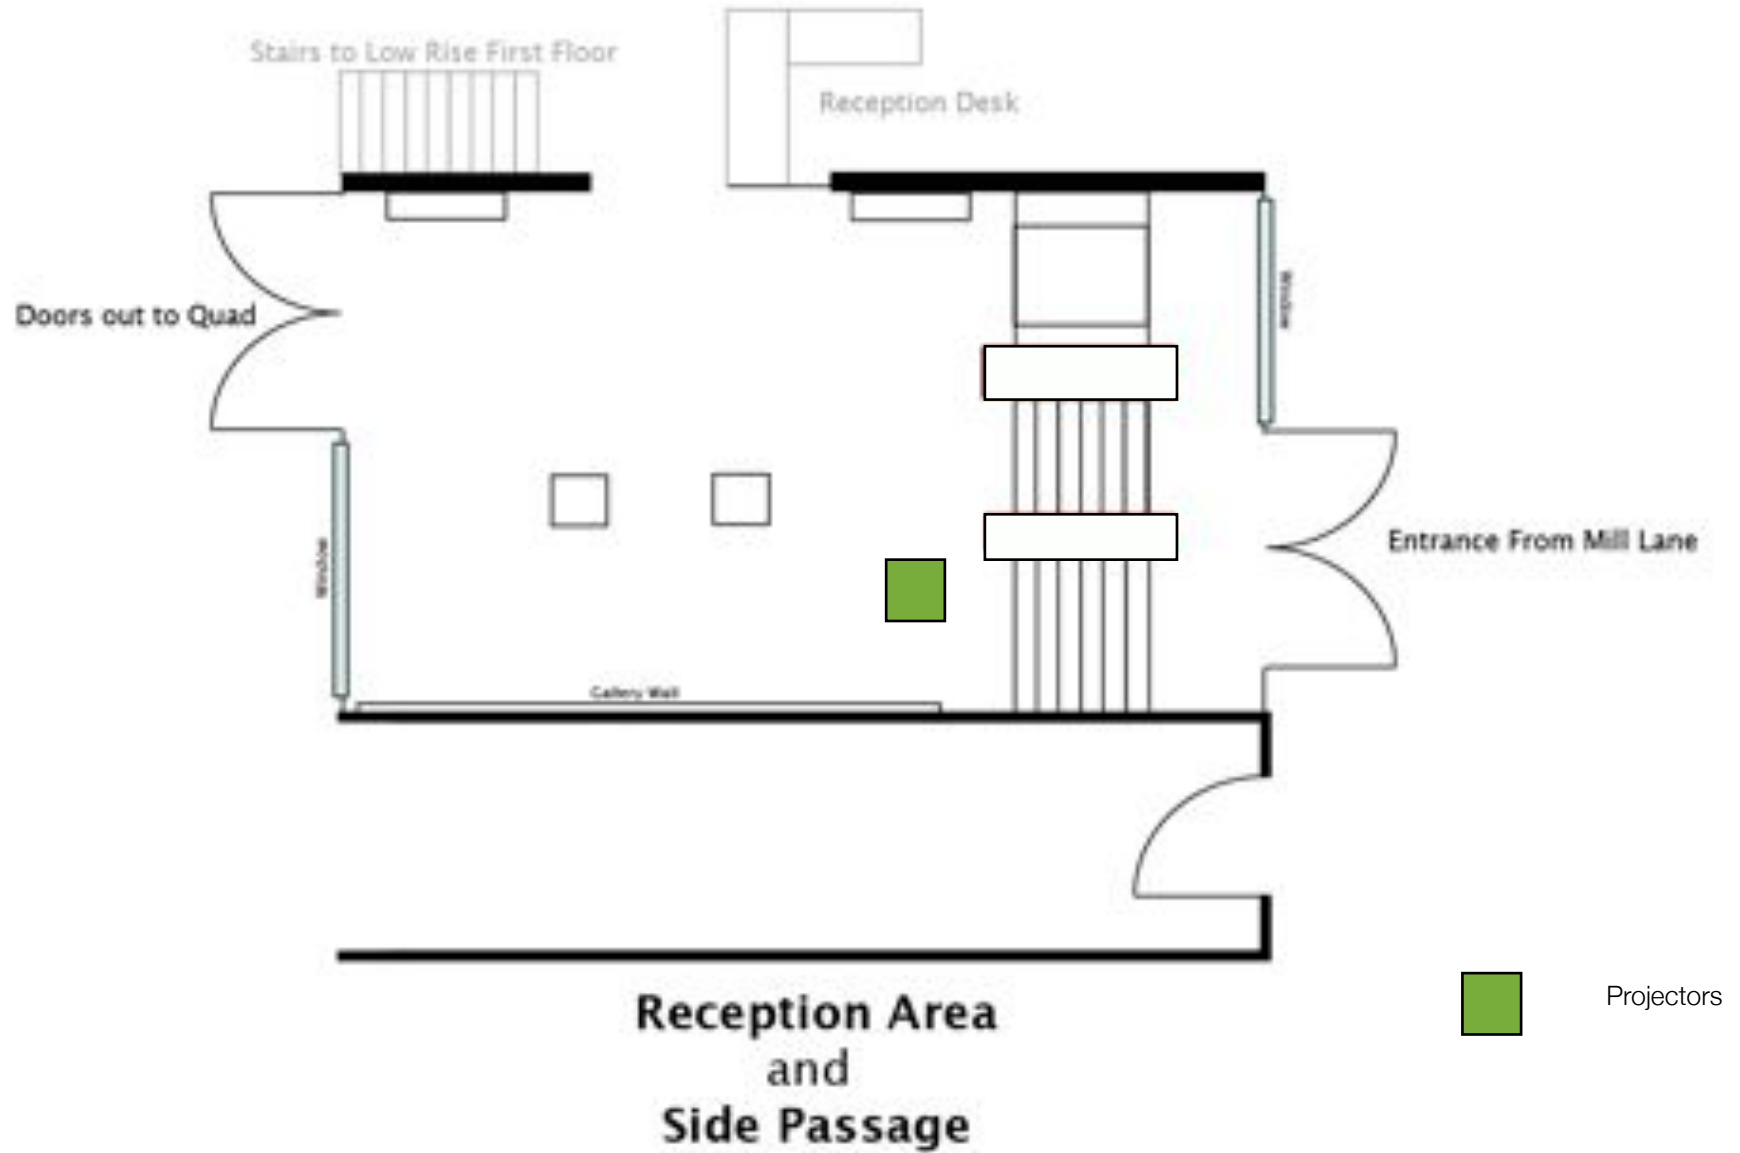 Stairs to Low Rise First Floor
Reception Desk
Doors out to Quad
Window
Window
Entrance From Mill Lane
Gallery Wall
Projectors
Reception Area
and
Side Passage